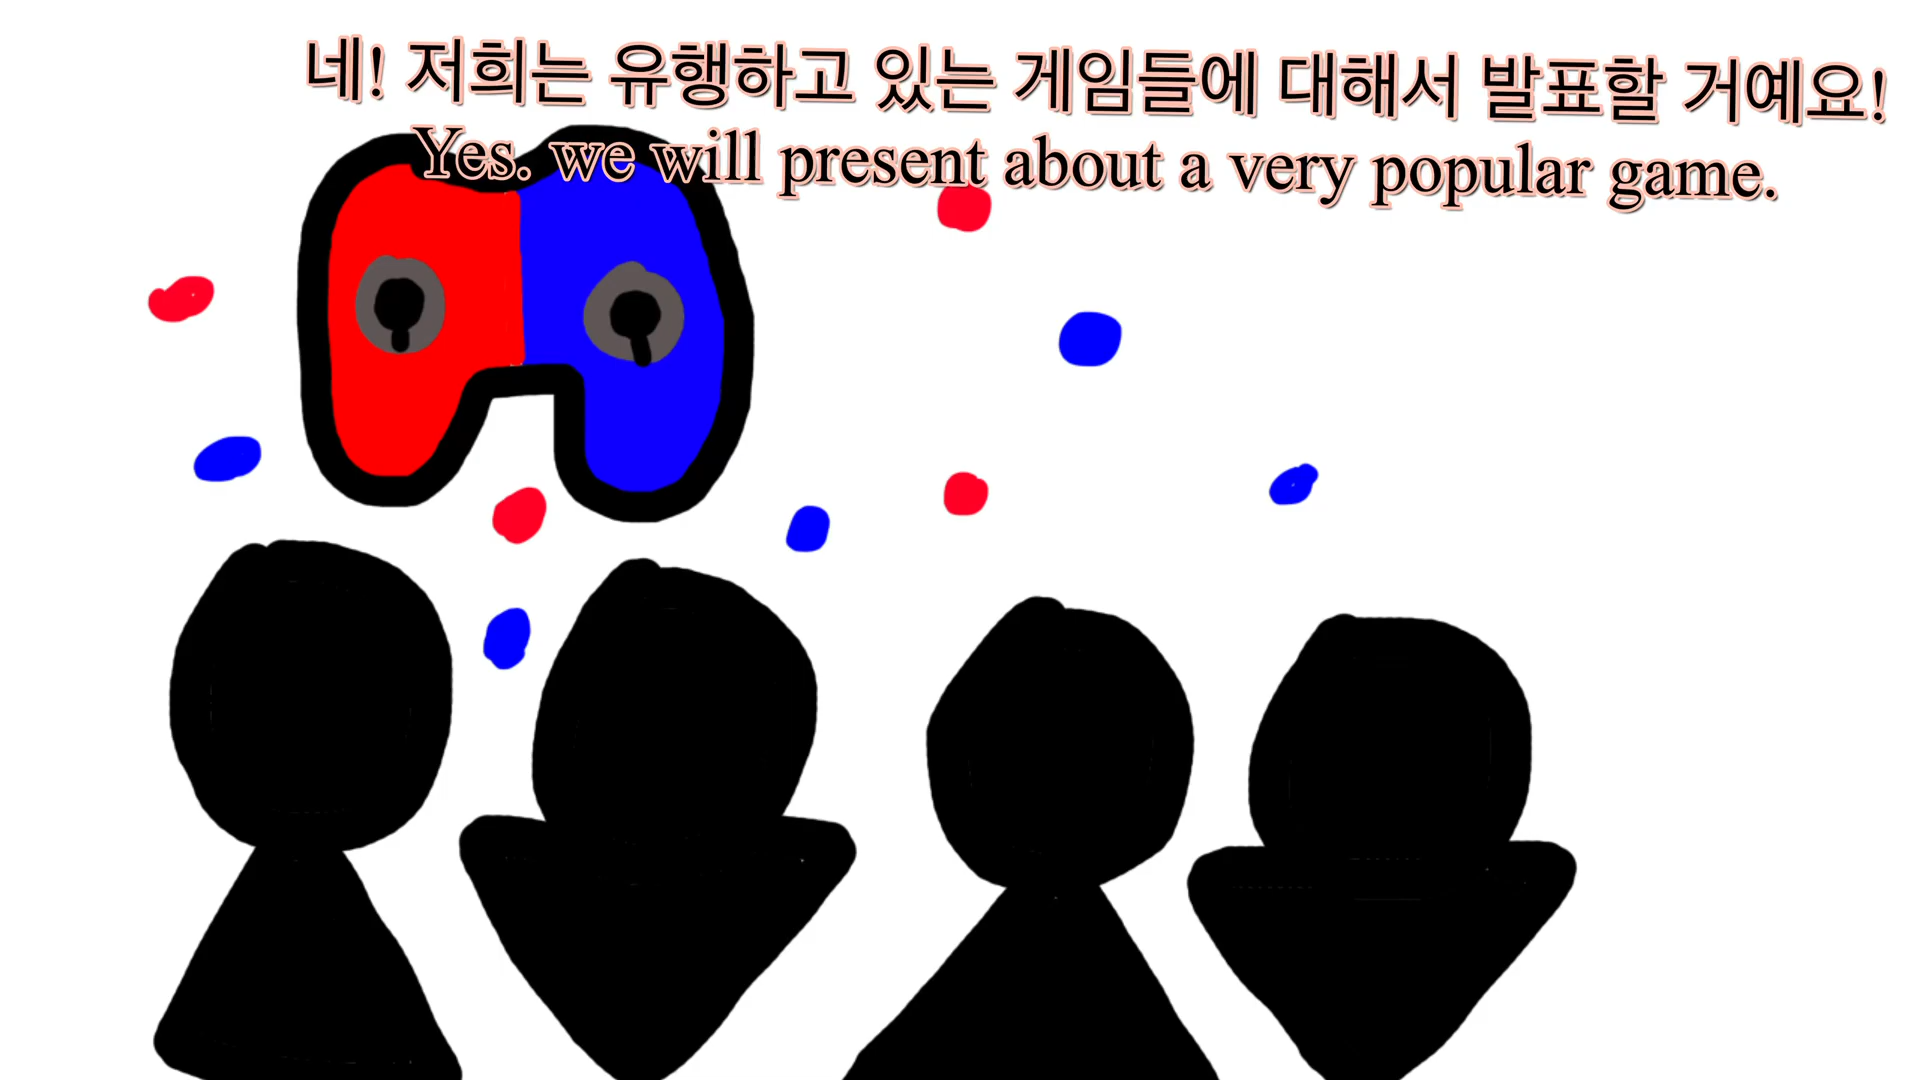 네! 저희는 유행하고 있는 게임들에 대해서 발표할 거예요!
Yes. we will present about a very popular game.